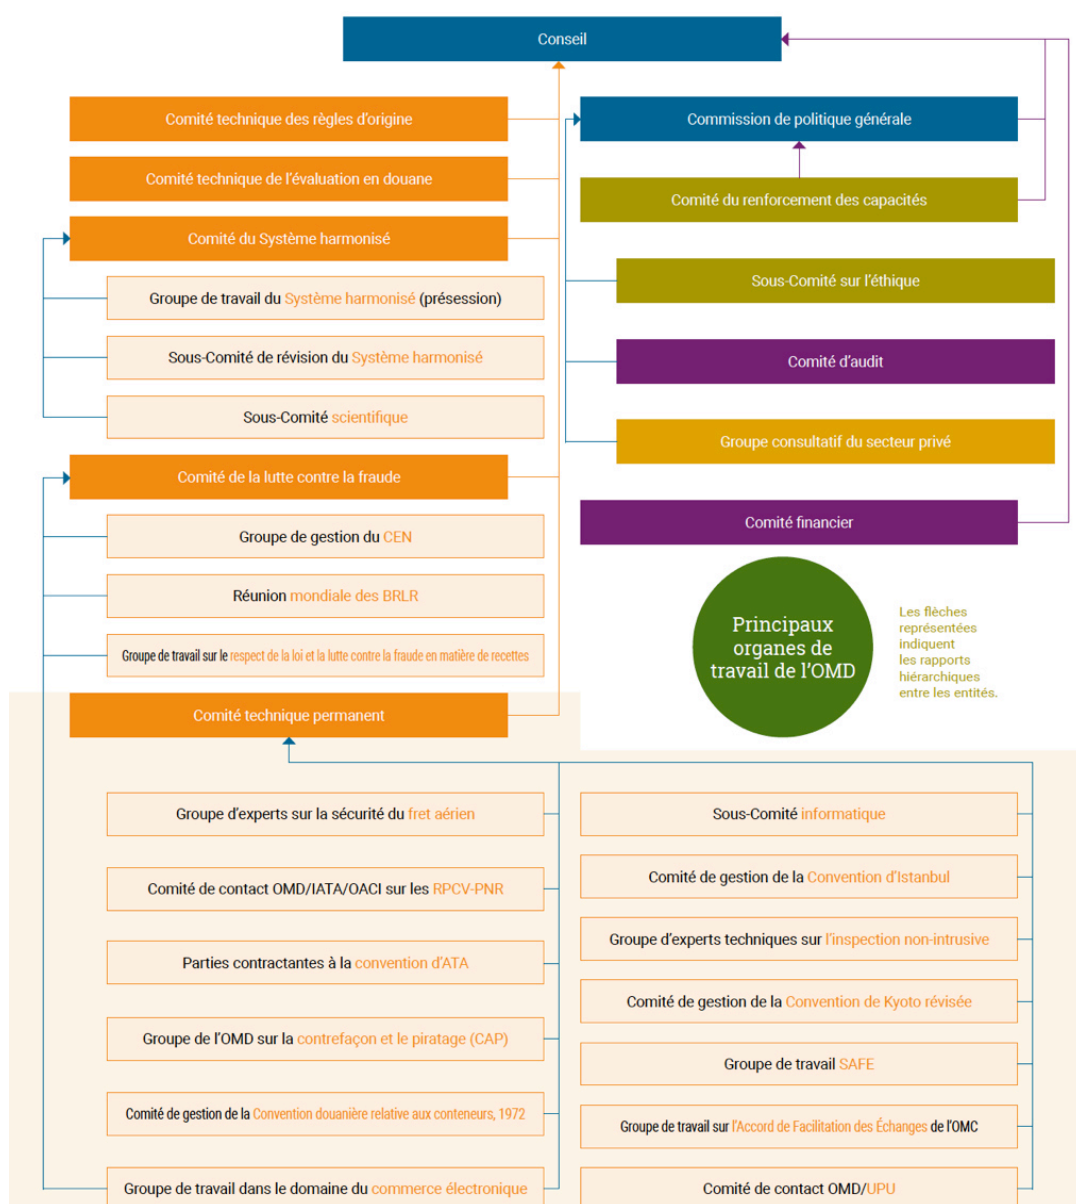 Conseil
Comité technique des règles d'origine
Comité technique de l'évaluation en douane
Comité du Système harmonisé
Groupe de travail du Système harmonisé (présession)
Sous-Comité de révision du Système harmonisé
Sous-Comité scientifique
Comité de la lutte contre la fraude
Groupe de gestion du CEN
Réunion mondiale des BRLR
Groupe de travail sur le respect de la loi et la lutte contre la fraude en matière de recettes
Comité technique permanent
Commission de politique générale
Comité du renforcement des capacités
Sous-Comité sur l'éthique
Comité d'audit
Groupe consultatif du secteur privé
Comité financier
Principaux
organes de
travail de l'OMD
Les flèches
représentées
indiquent
les rapports
hiérarchiques
entre les entités.
Groupe d'experts sur la sécurité du fret aérien
Comité de contact OMD/IATA/OACI sur les RPCV-PNR
Parties contractantes à la convention d'ATA
Groupe de l'OMD sur la contrefaçon et le piratage (CAP)
Comité de gestion de la Convention douanière relative aux conteneurs, 1972
Groupe de travail dans le domaine du commerce électronique
Sous-Comité informatique
Comité de gestion de la Convention d'Istanbul
Groupe d'experts techniques sur l'inspection non-intrusive
Comité de gestion de la Convention de Kyoto révisée
Groupe de travail SAFE
Groupe de travail sur l'Accord de Facilitation des Échanges de l'OMC
Comité de contact OMD/UPU